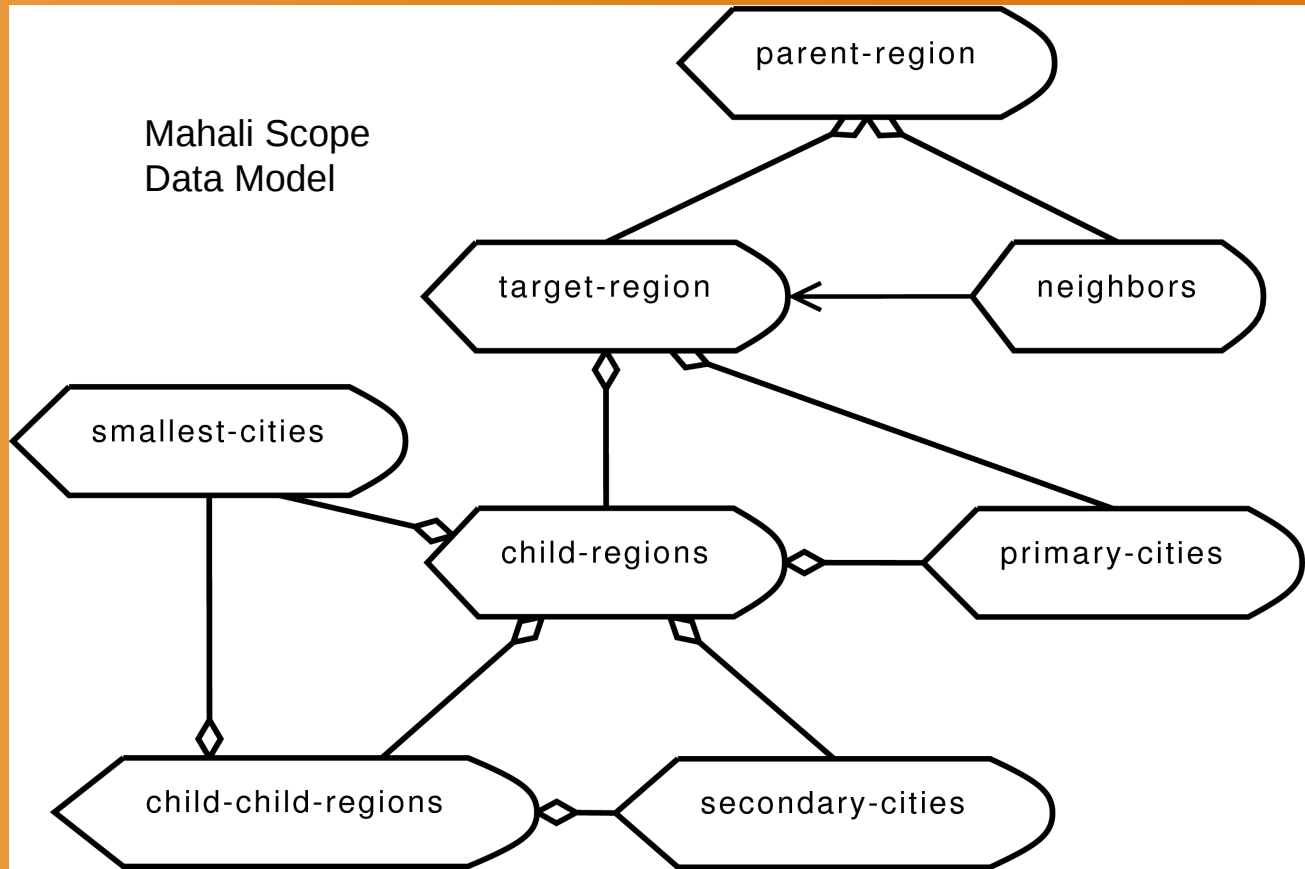 parent-region
Mahali Scope
Data Model
target-region
neighbors
smallest-cities
child-regions
primary-cities
child-child-regions
secondary-cities